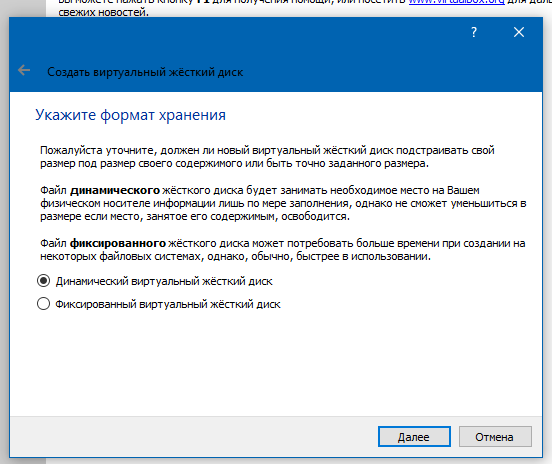 вы можете нажать кнопку F1 для получения помощи, или посетить www.virtualbox.org для
свежих новостей.
?
Создать виртуальный жёсткий диск
Укажите формат хранения
Пожалуйста уточните, должен ли новый виртуальный жёсткий диск подстраивать свой
размер под размер своего содержимого или быть точно заданного размера.
Файл динамического жёсткого диска будет занимать необходимое место на Вашем
физическом носителе информации лишь по мере заполнения, однако не сможет уменьшиться в
размере если место, занятое его содержимым, освободится.
Файл фиксированного жёсткого диска может потребовать больше времени при создании на
некоторых файловых системах, однако, обычно, быстрее в использовании.
Динамический виртуальный жёсткий диск
Фиксированный виртуальный жёсткий диск
Далее
Отмена